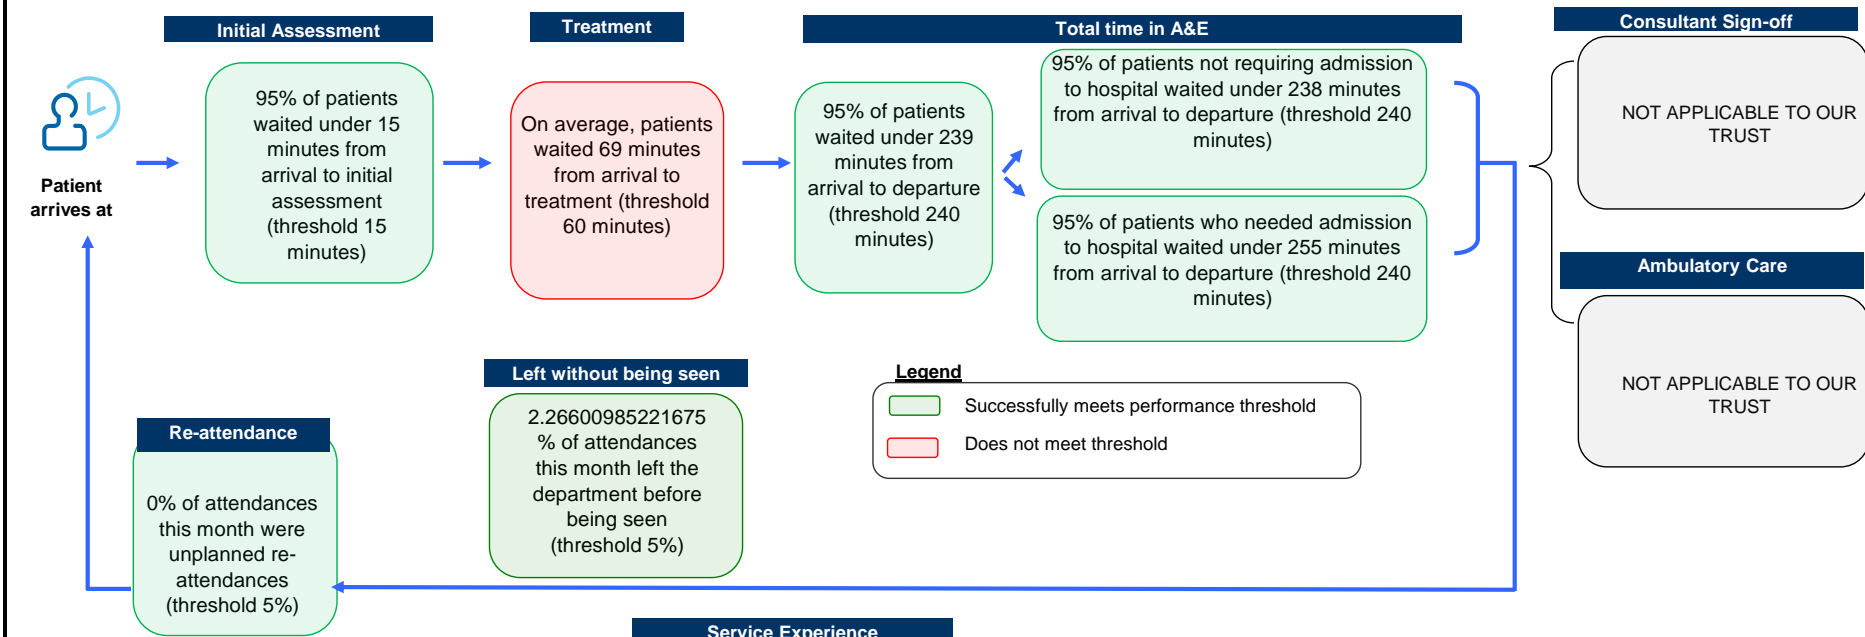 Initial Assessment
Treatment
Total time in A&E
Consultant Sign-off
Patient
arrives at
95% of patients
waited under 15
minutes from
arrival to initial
assessment
(threshold 15
minutes)
On average, patients
waited 69 minutes
from arrival to
treatment (threshold
60 minutes)
95% of patients
waited under 239
minutes from
arrival to departure
(threshold 240
minutes)
95% of patients not requiring admission
to hospital waited under 238 minutes
from arrival to departure (threshold 240
minutes)
95% of patients who needed admission
to hospital waited under 255 minutes
from arrival to departure (threshold 240
minutes)
NOT APPLICABLE TO OUR
TRUST
Ambulatory Care
NOT APPLICABLE TO OUR
TRUST
Left without being seen
2.26600985221675
% of attendances
this month left the
department before
being seen
(threshold 5%)
Legend
Successfully meets performance threshold
Does not meet threshold
Re-attendance
0% of attendances
this month were
unplanned re-
attendances
(threshold 5%)
Service Experience